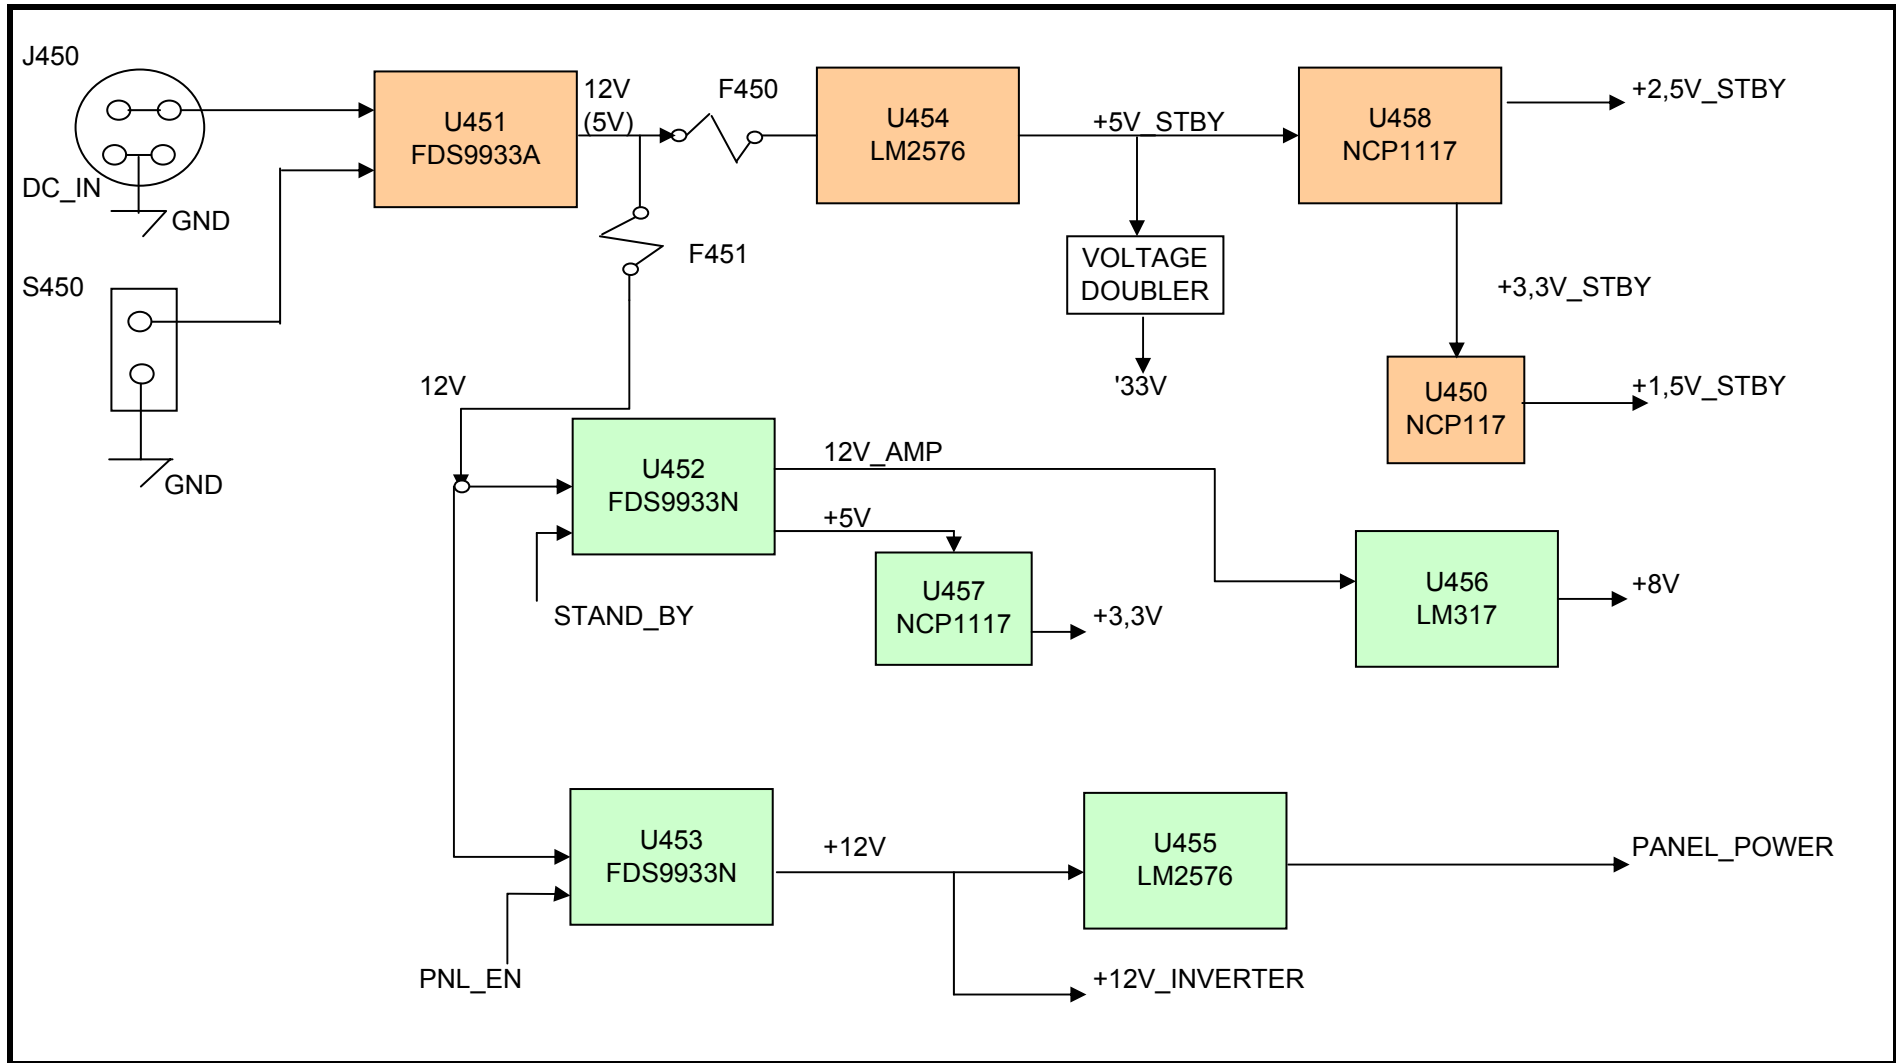 J450
DC_IN
GND
S450
GND
U451
FDS9933A
12V
(5V)
F450
F451
U454
LM2576
+5V_STBY
VOLTAGE
DOUBLER
'33V
U458
NCP1117
+2,5V_STBY
+3,3V_STBY
U450
NCP117
+1,5V_STBY
12V
U452
FDS9933N
STAND_BY
12V_AMP
+5V
U457
NCP1117
+3,3V
U456
LM317
+8V
U453
FDS9933N
PNL_EN
+12V
+12V_INVERTER
U455
LM2576
PANEL_POWER